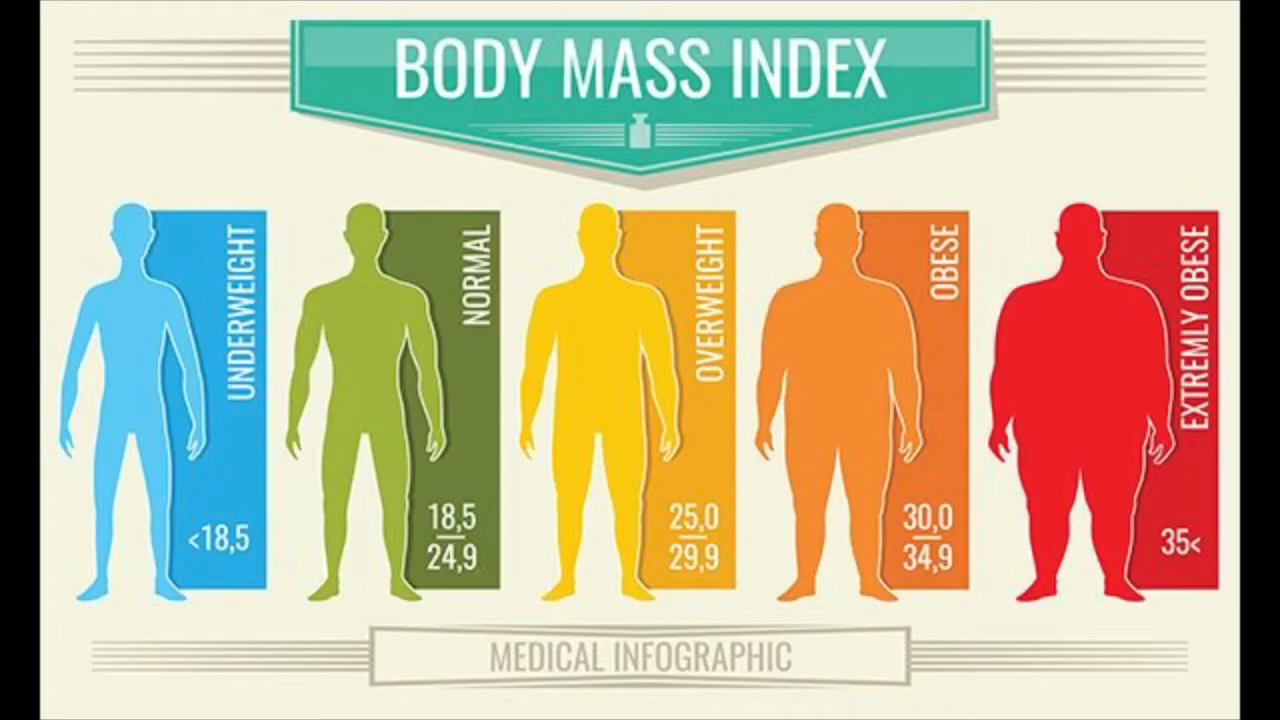 BODY MASS INDEX
UNDERWEIGHT
<18,5
NORMAL
18,5
24,9
OVERWEIGHT
25,0
29,9
OBESE
30,0
34,9
EXTREMLY OBESE
35<
MEDICAL INFOGRAPHIC